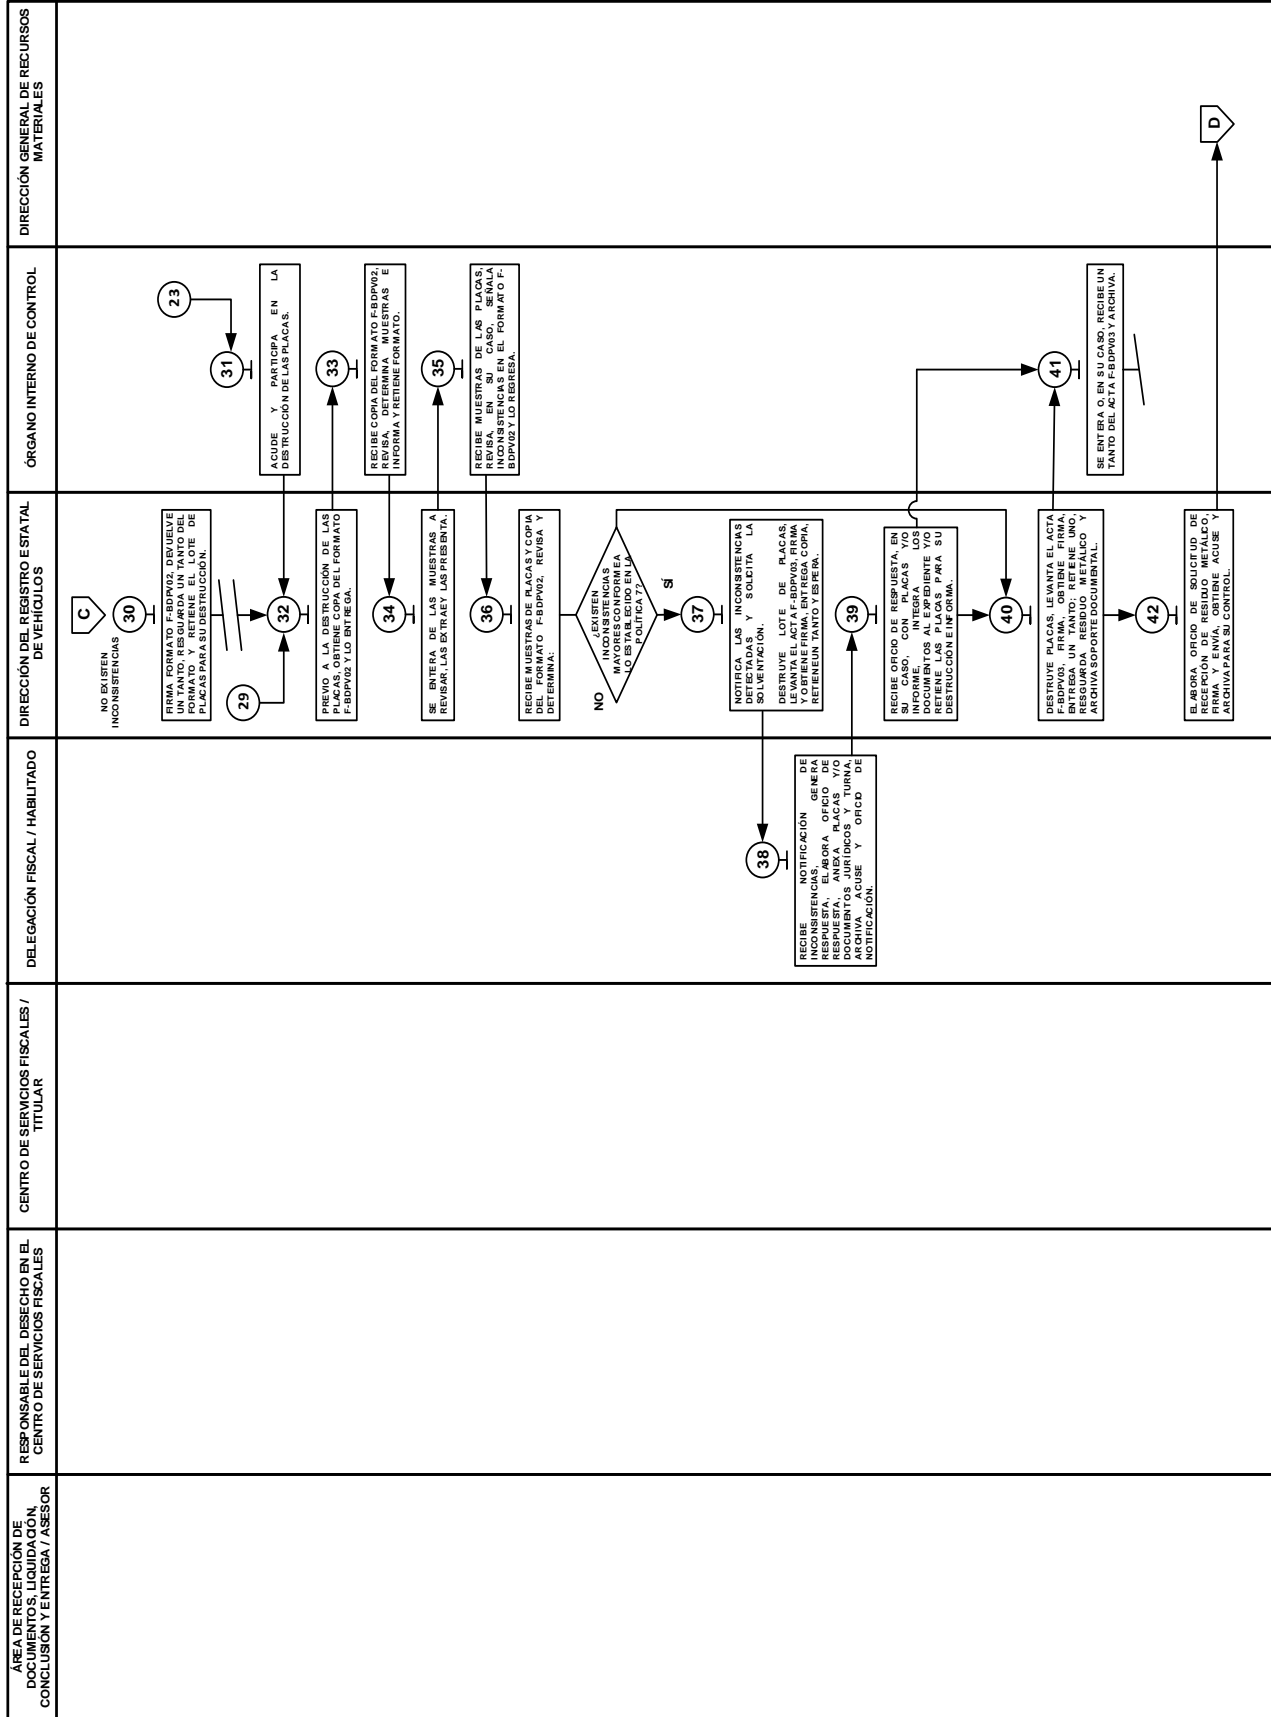 ÁREA DE RECEPCIÓN DE
DOCUMENTOS, LIQUIDACIÓN,
CONCLUSIÓN Y ENTREGA / ASESOR
RESPONSABLE DEL DESECHO EN EL
CENTRO DE SERVICIOS FISCALES
CENTRO DE SERVICIOS FISCALES /
TITULAR
DELEGACIÓN FISCAL / HABILITADO
DIRECCIÓN DEL REGISTRO ESTATAL
DE VEHÍCULOS
ÓRGANO INTERNO DE CONTROL
DIRECCIÓN GENERAL DE RECURSOS
MATERIALES
C
NO EXISTEN
INCONSISTENCIAS
30
FIRMA FORMATO F-BDPV02, DEVUELVE
UN TANTO, RESGUARDA UN TANTO DEL
FORMATO Y RETIENE EL LOTE DE
PLACAS PARA SU DESTRUCCIÓN.
23
31
ACUDE Y PARTICIPA EN LA
DESTRUCCIÓN DE LAS PLACAS.
29
32
PREVIO A LA DESTRUCCIÓN DE LAS
PLACAS, OBTIENE COPA DEL FORMATO
F-BDPV02 Y LO ENTREGA.
33
RECIBE COPIA DEL FORMATO F-BDPV02,
REVISA, DETERMINA MUESTRAS E
INFORMA Y RETIENE FORMATO.
34
SE ENTERA DE LAS MUESTRAS A
REVISAR, LAS EXTRAE Y LAS PRESENTA.
35
RECIBE MUESTRAS DE LAS PLACAS,
REVISA, EN SU CASO, SEÑALA
INCONSISTENCIAS EN EL FORMATO F-
BDPV02 Y LO REGRESA.
36
RECIBE MUESTRAS DE PLACAS Y COPIA
DEL FORMATO F-BDPV02, REVISA Y
DETERMINA:
¿EXISTEN
INCONSISTENCIAS
MAYORES CONFORME A
LO ESTABLECIDO EN LA
POLÍTICA 7?
NO
SÍ
37
NOTIFICA LAS INCONSISTENCIAS
DETECTADAS Y SOLICITA LA
SOLVENTACIÓN.
DESTRUYE LOTE DE PLACAS,
LEVANTA EL ACTA F-BDPV03, FIRMA
Y OBTIENE FIRMA, ENTREGA COPIA,
RETIENE UN TANTO Y ESPERA.
38
RECIBE NOTIFICACIÓN DE
INCONSISTENCIAS, GENERA
RESPUESTA, ELABORA OFICIO DE
RESPUESTA, ANEXA PLACAS Y/O
DOCUMENTOS JURÍDICOS Y TURNA,
ARCHIVA ACUSE Y OFICIO DE
NOTIFICACIÓN.
39
RECIBE OFICIO DE RESPUESTA, EN
SU CASO, CON PLACAS Y/O
INFORME, INTEGRA LOS
DOCUMENTOS AL EXPEDIENTE Y/O
RETIENE LAS PLACAS PARA SU
DESTRUCCIÓN E INFORMA.
40
DESTRUYE PLACAS, LEVANTA EL ACTA
F-BDPV03, FIRMA, OBTIENE FIRMA,
ENTREGA UN TANTO; RETIENE UNO,
RESGUARDA RESIDUO METÁLICO Y
ARCHIVA SOPORTE DOCUMENTAL.
41
SE ENTERA O, EN SU CASO, RECIBE UN
TANTO DEL ACTA F-BDPV03 Y ARCHIVA.
42
ELABORA OFICIO DE SOLICITUD DE
RECEPCIÓN DE RESIDUO METÁLICO,
FIRMA Y ENVÍA, OBTIENE ACUSE Y
ARCHIVA PARA SU CONTROL.
D